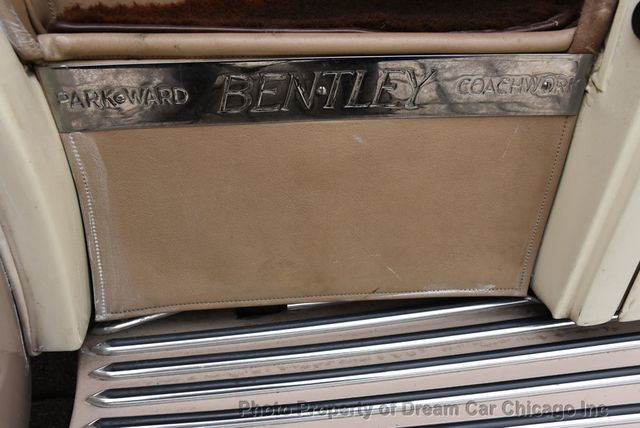 PARK•WARD BENTLEY COACHWORK
Photo Property of Dream Car Chicago Inc